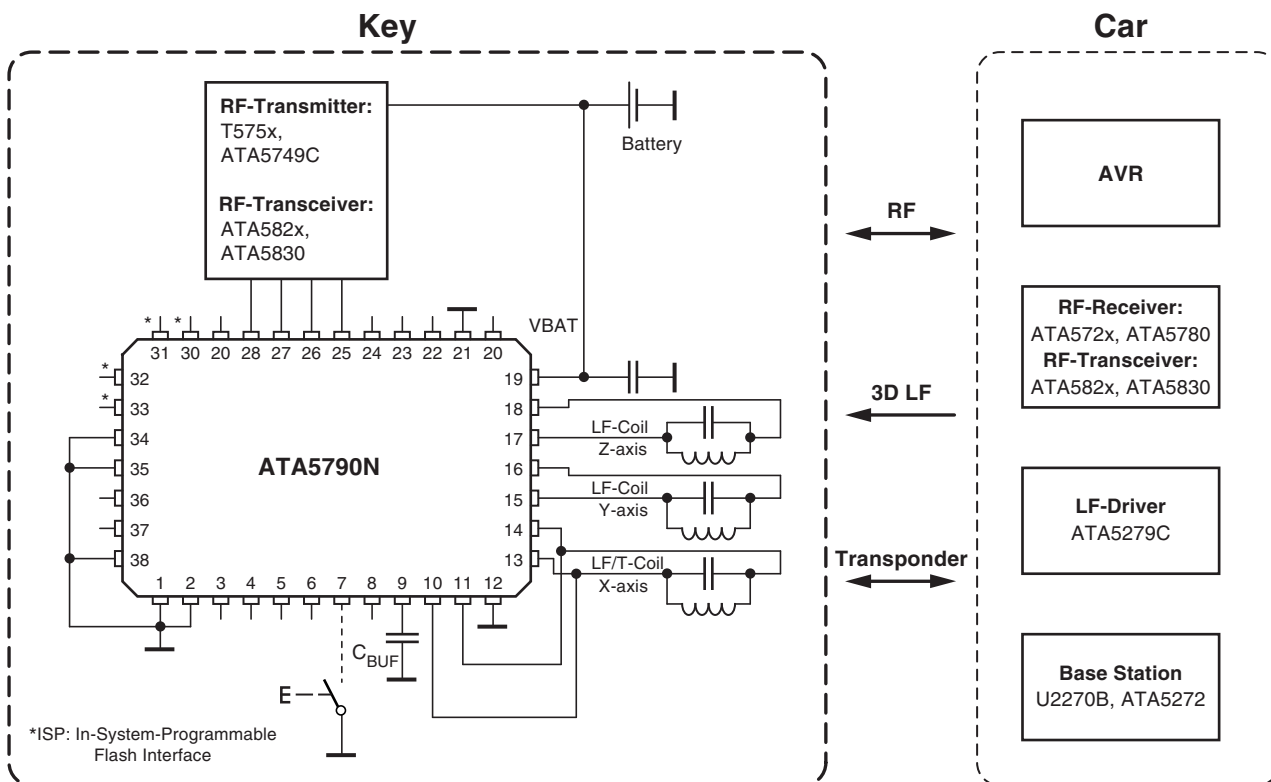 Key
Car
RF-Transmitter:
T575x,
ATA5749C
RF-Transceiver:
ATA582x,
ATA5830
Battery
VBAT
* *
31 30 20 28 27 26 25 24 23 22 21 20
*
32
*
33
34
35
36
37
38
ATA5790N
19
18
17
16
15
14
13
1 2 3 4 5 6 7 8 9 10 11 12
LF-Coil
Z-axis
LF-Coil
Y-axis
LF/T-Coil
X-axis
CBUF
E
*ISP: In-System-Programmable
Flash Interface
RF
3D LF
Transponder
AVR
RF-Receiver:
ATA572x, ATA5780
RF-Transceiver:
ATA582x, ATA5830
LF-Driver
ATA5279C
Base Station
U2270B, ATA5272